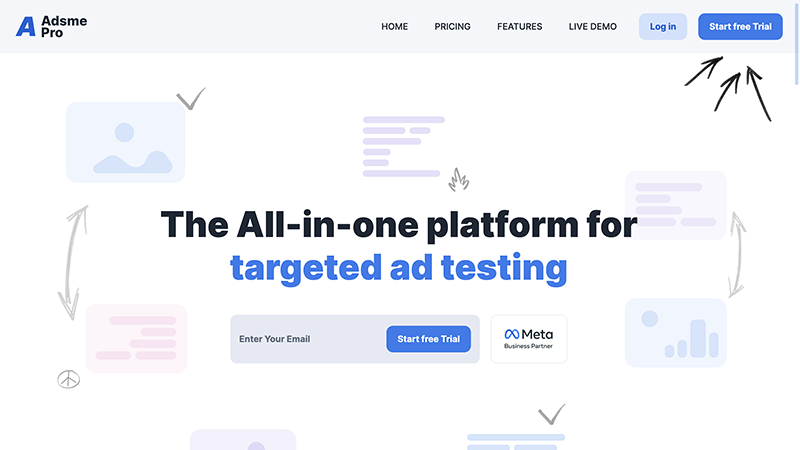 Adsme
Pro
HOME PRICING FEATURES LIVE DEMO Log in Start free Trial
The All-in-one platform for
targeted ad testing
Enter Your Email Start free Trial
Meta
Business Partner